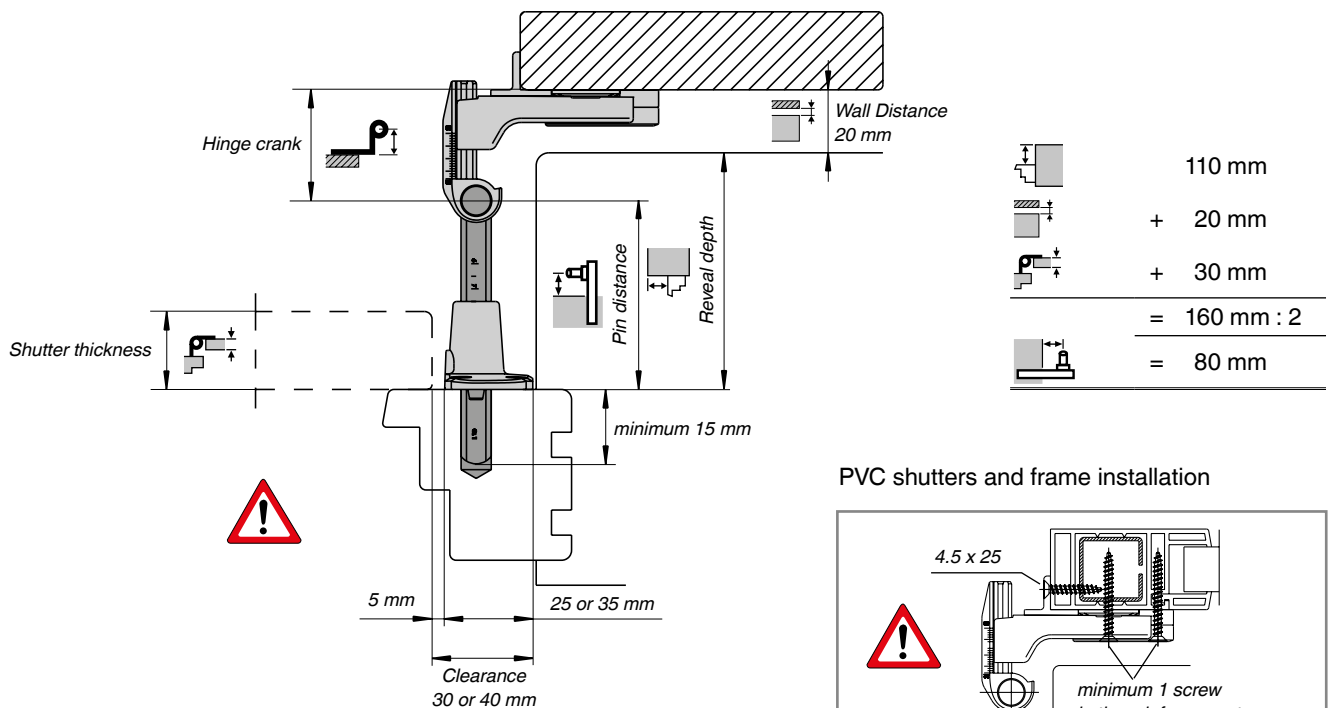 Hinge crank
Wall Distance
20 mm
Pin distance
Reveal depth
Shutter thickness
minimum 15 mm
5 mm
25 or 35 mm
Clearance
30 or 40 mm
110 mm
+ 20 mm
+ 30 mm
= 160 mm : 2
= 80 mm
PVC shutters and frame installation
4.5 x 25
minimum 1 screw